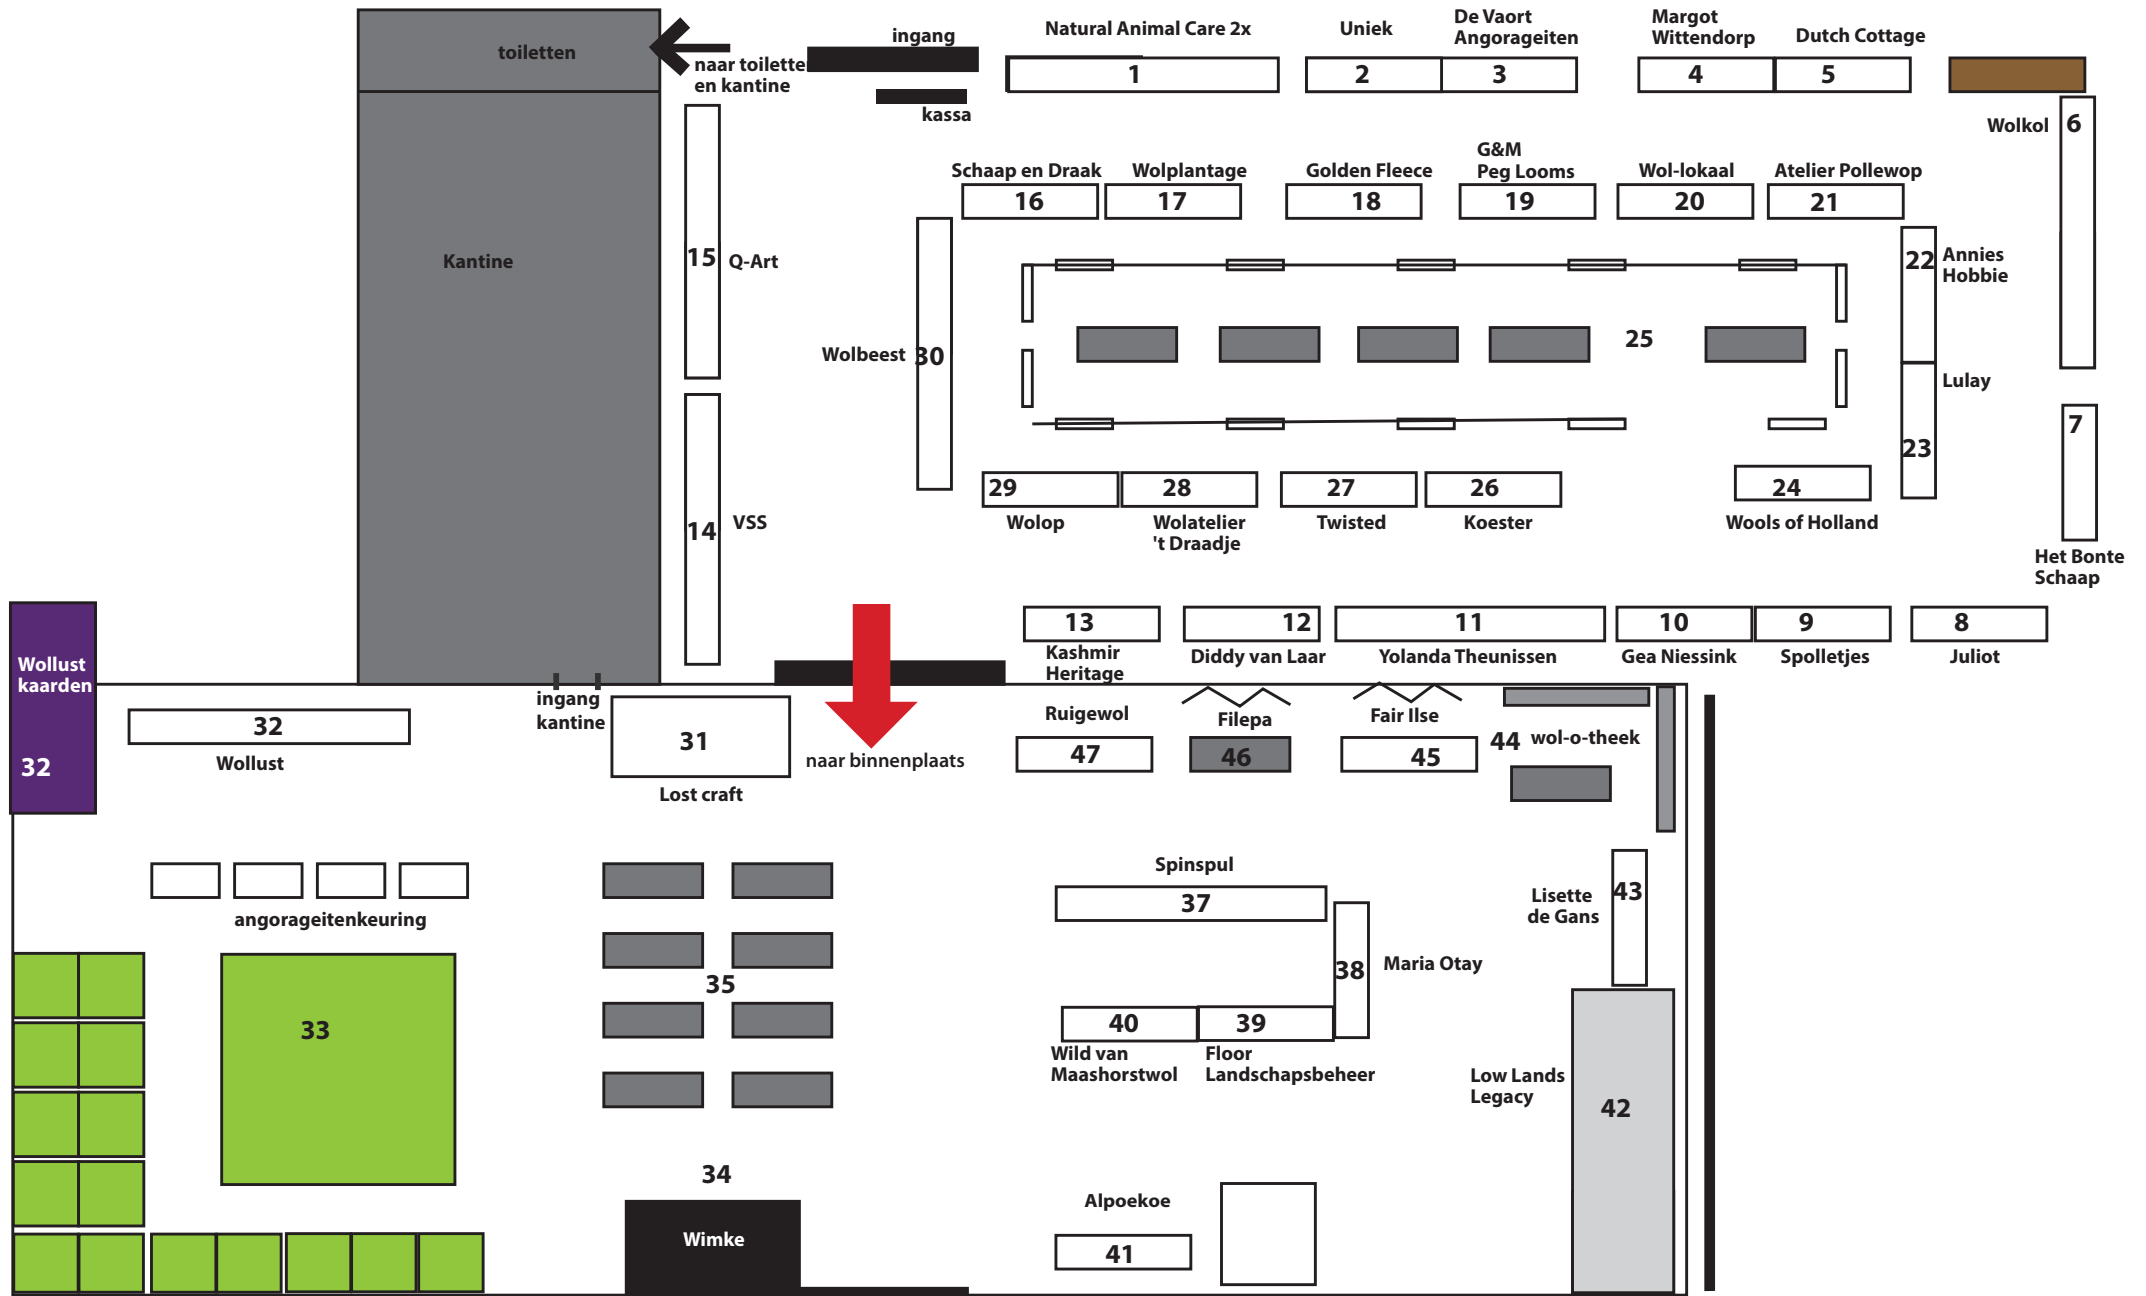 toiletten
naar toilette
en kantine
ingang
kassa
Natural Animal Care 2x
1
Uniek
2
De Vaort
Angorageiten
3
Margot
Wittendorp
4
Dutch Cottage
5
Wolkol
6
Schaap en Draak
16
Wolplantage
17
Golden Fleece
18
G&M
Peg Looms
19
Wol-lokaal
20
Atelier Pollewop
21
Kantine
15
Q-Art
22
Annies
Hobbie
Wolbeest
30
25
Lulay
23
7
Het Bonte
Schaap
14
VSS
29
Wolop
28
Wolatelier
't Draadje
27
Twisted
26
Koester
24
Wools of Holland
13
Kashmir
Heritage
12
Diddy van Laar
11
Yolanda Theunissen
10
Gea Niessink
9
Spolletjes
8
Juliot
Wollust
kaarden
32
32
Wollust
ingang
kantine
31
Lost craft
naar binnenplaats
Ruigewol
47
Filepa
46
Fair Ilse
45
44
wol-o-theek
angorageitenkeuring
33
35
Spinspul
37
38
Maria Otay
40
Wild van
Maashorstwol
39
Floor
Landschapsbeheer
Lisette
de Gans
43
Low Lands
Legacy
42
34
Wimke
Alpoekoe
41